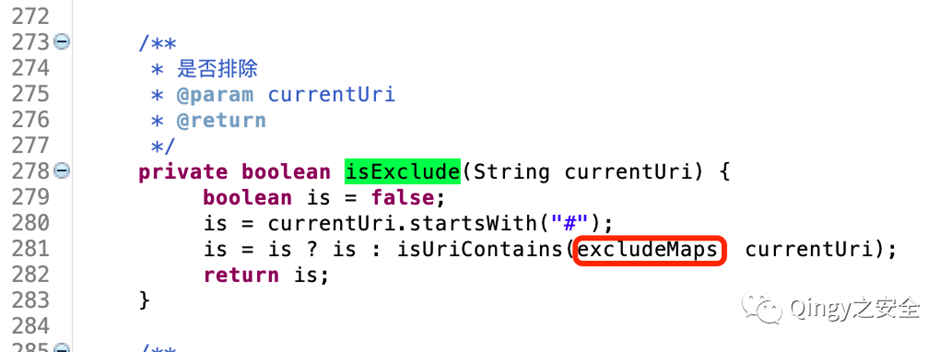 272
273 /**
274 * 是否排除
275 * @param currentUri
276 * @return
277 */
278 private boolean isExclude(String currentUri) {
279 boolean is = false;
280 is = currentUri.startsWith("#");
281 is = is ? is : isUriContains(excludeMaps currentUri);
282 return is;
283 }
284
285 /**
Qingy之安全